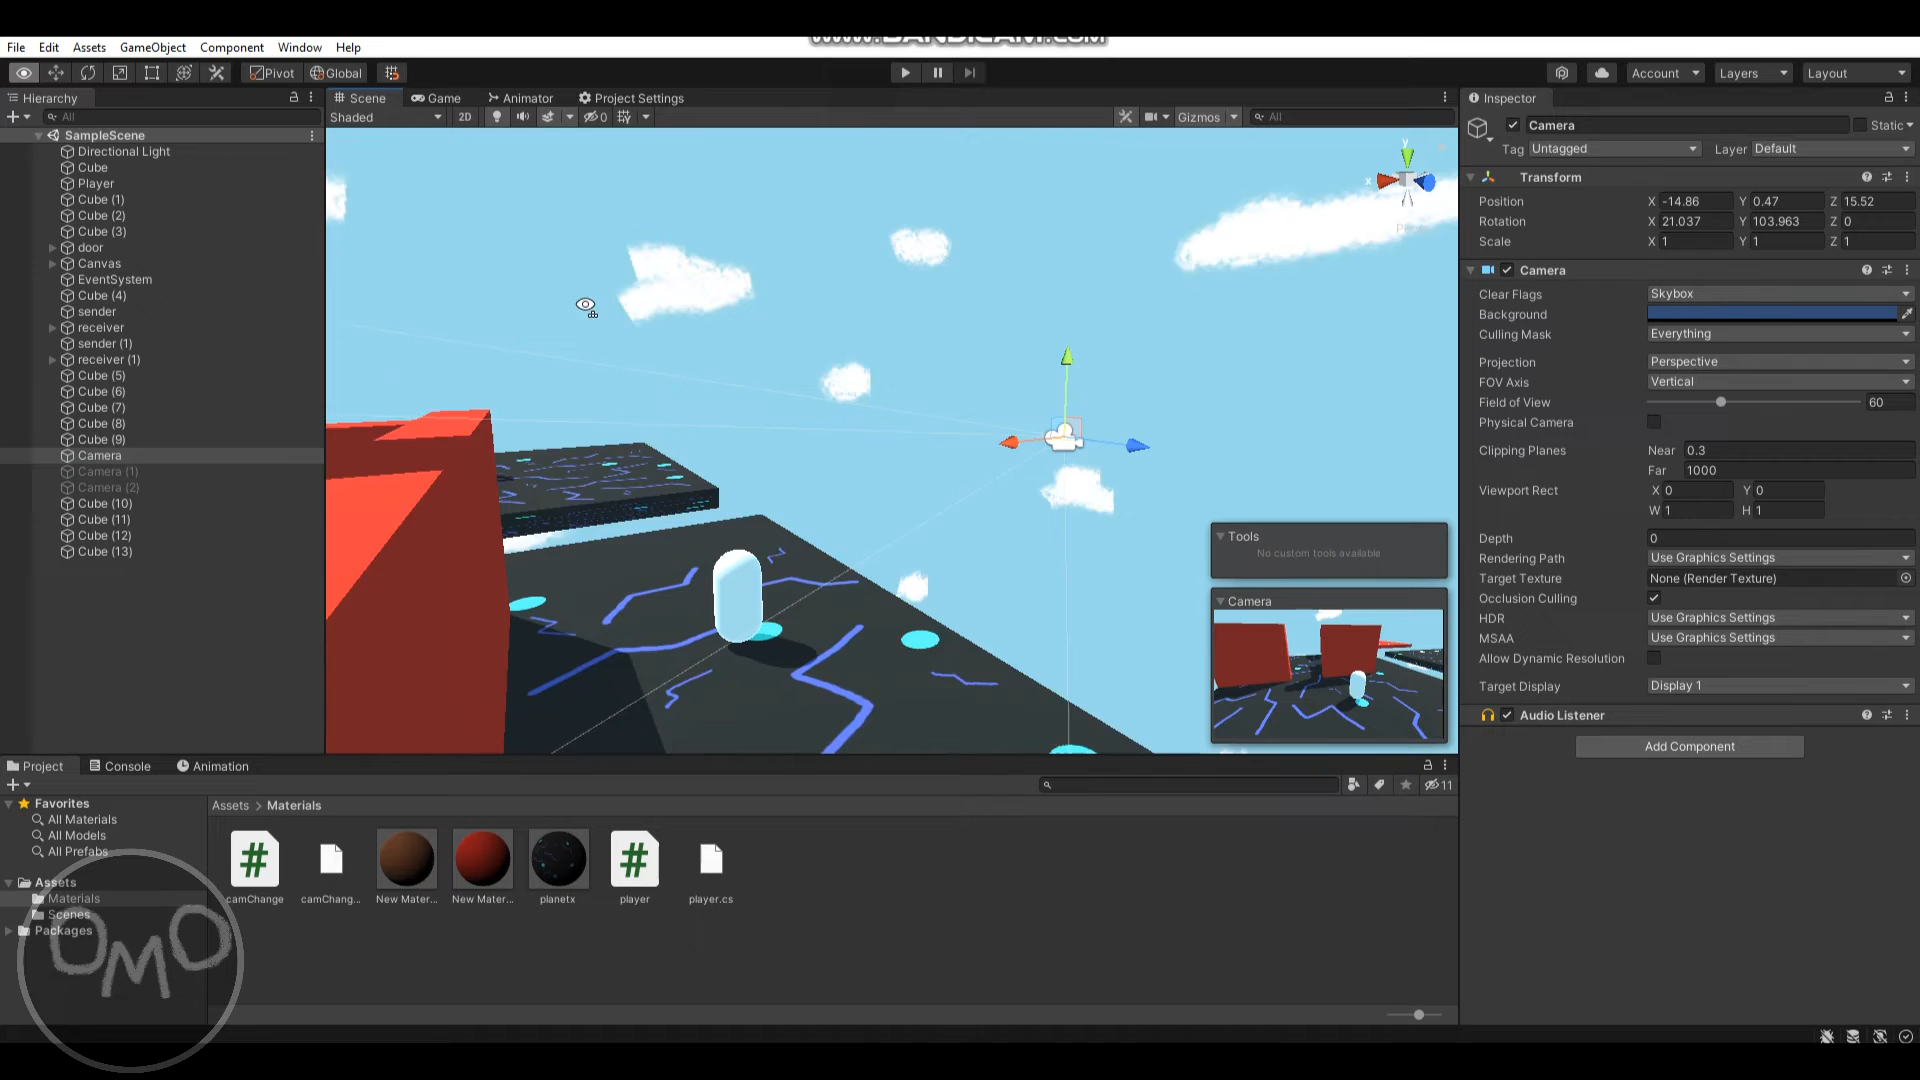 www.BANDICAM.com
File Edit Assets GameObject Component Window Help
Pivot Global Account Layers Layout
Hierarchy
All
SampleScene
Directional Light
Cube
Player
Cube (1)
Cube (2)
Cube (3)
door
Canvas
EventSystem
Cube (4)
sender
receiver
sender (1)
receiver (1)
Cube (5)
Cube (6)
Cube (7)
Cube (8)
Cube (9)
Camera
Camera (1)
Camera (2)
Cube (10)
Cube (11)
Cube (12)
Cube (13)
Scene Game Animator Project Settings
Shaded 2D 0 Gizmos All
y
x
Tools
No custom tools available
Camera
Inspector
Camera Static
Tag Untagged Layer Default
Transform
Position X -14.86 Y 0.47 Z 15.52
Rotation X 21.037 Y 103.963 Z 0
Scale X 1 Y 1 Z 1
Camera
Clear Flags Skybox
Background
Culling Mask Everything
Projection Perspective
FOV Axis Vertical
Field of View 60
Physical Camera
Clipping Planes Near 0.3
Far 1000
Viewport Rect X 0 Y 0
W 1 H 1
Depth 0
Rendering Path Use Graphics Settings
Target Texture None (Render Texture)
Occlusion Culling
HDR Use Graphics Settings
MSAA Use Graphics Settings
Allow Dynamic Resolution
Target Display Display 1
Audio Listener
Add Component
Project Console Animation
11
Favorites
All Materials
All Models
All Prefabs
Assets
Materials
Scenes
Packages
Assets > Materials
camChange camChang... New Mater... New Mater... planetx player player.cs
OMO